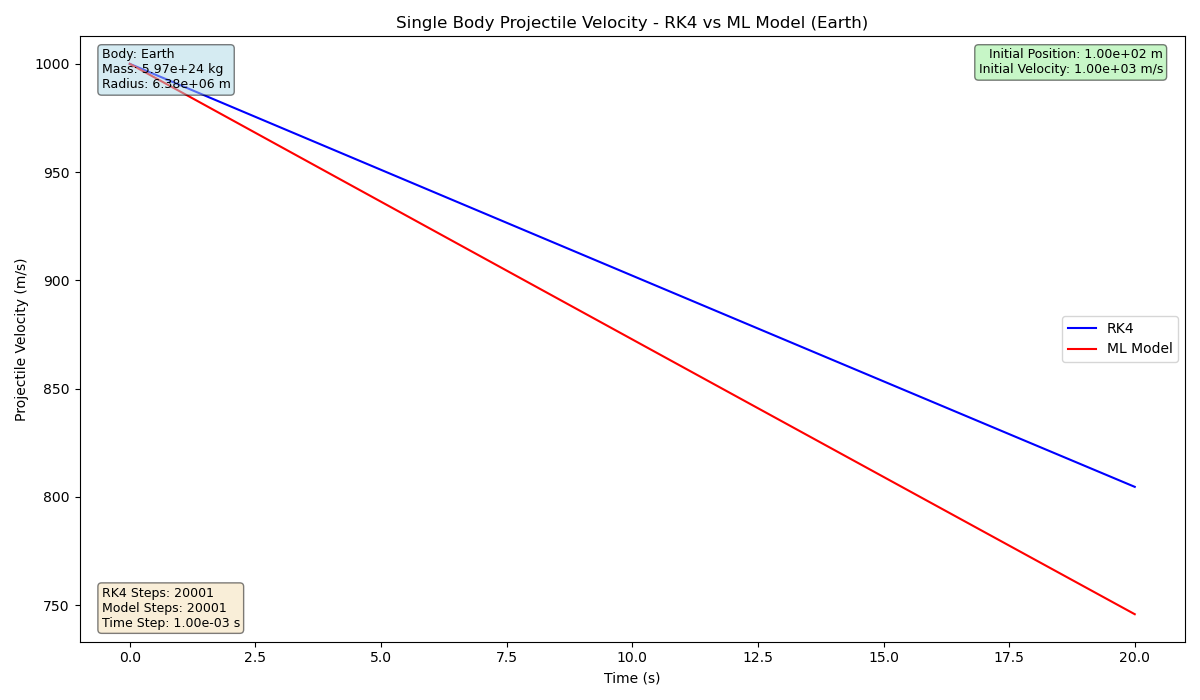 Single Body Projectile Velocity - RK4 vs ML Model (Earth)
Body: Earth
Mass: 5.97e+24 kg
Radius: 6.38e+06 m
Initial Position: 1.00e+02 m
Initial Velocity: 1.00e+03 m/s
1000
950
900
850
800
750
Projectile Velocity (m/s)
RK4
ML Model
RK4 Steps: 20001
Model Steps: 20001
Time Step: 1.00e-03 s
0.0 2.5 5.0 7.5 10.0 12.5 15.0 17.5 20.0
Time (s)